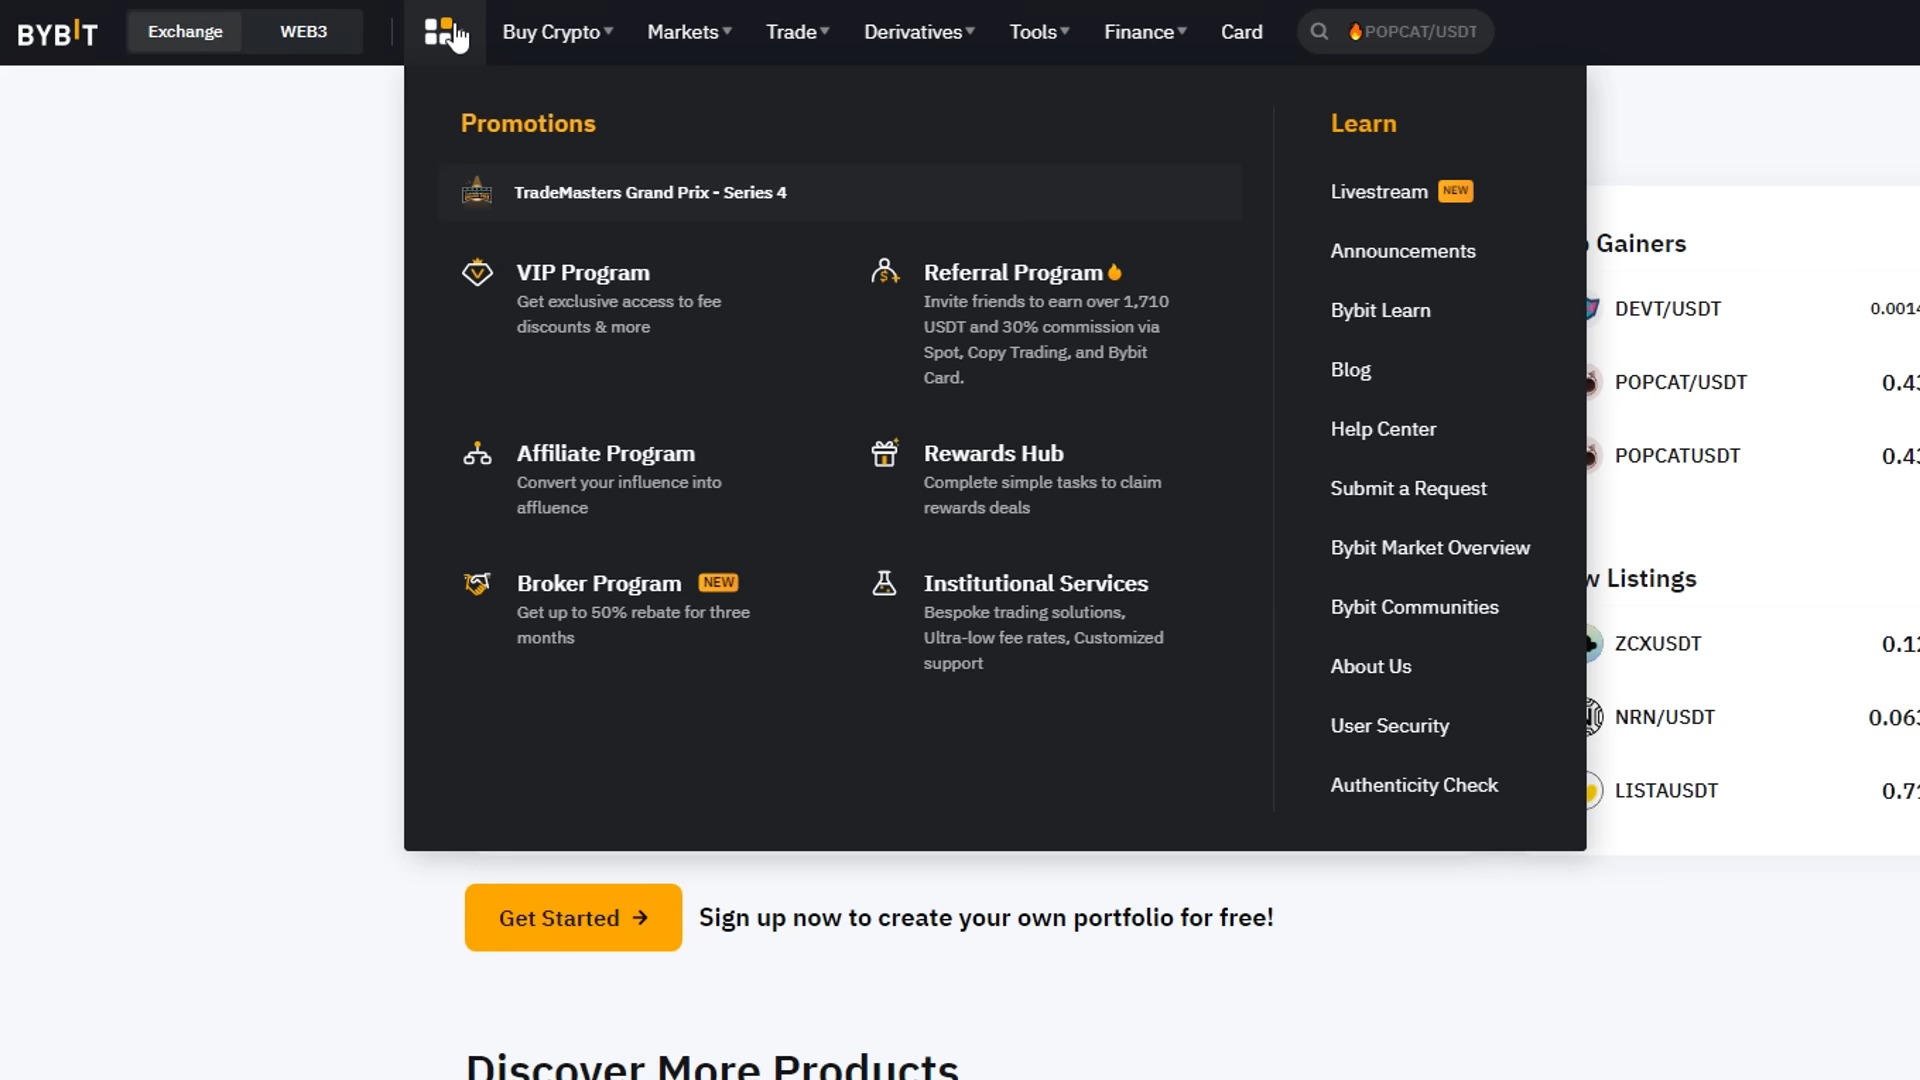 BYBIT
Exchange
WEB3
Buy Crypto
Markets
Trade
Derivatives
Tools
Finance
Card
POPCAT/USDT
Promotions
TradeMasters Grand Prix - Series 4
VIP Program
Get exclusive access to fee
discounts & more
Referral Program
Invite friends to earn over 1,710
USDT and 30% commission via
Spot, Copy Trading, and Bybit
Card.
Affiliate Program
Convert your influence into
affluence
Rewards Hub
Complete simple tasks to claim
rewards deals
Broker Program NEW
Get up to 50% rebate for three
months
Institutional Services
Bespoke trading solutions,
Ultra-low fee rates, Customized
support
Learn
Livestream NEW
Announcements
Bybit Learn
Blog
Help Center
Submit a Request
Bybit Market Overview
Bybit Communities
About Us
User Security
Authenticity Check
Gainers
DEVT/USDT
POPCAT/USDT
POPCATUSDT
Listings
ZCXUSDT
NRN/USDT
LISTAUSDT
Get Started →
Sign up now to create your own portfolio for free!
Discover More Products